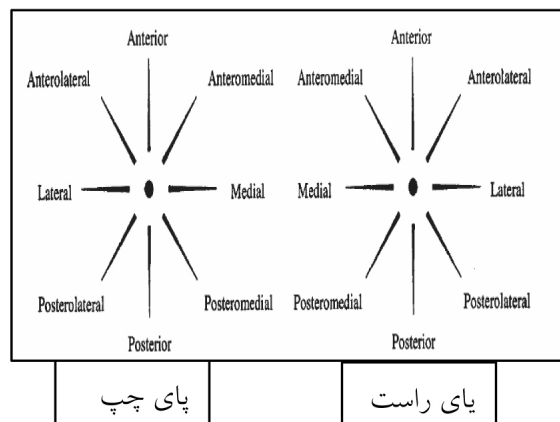 Anterior Anterior
Anterolateral Anteromedial Anteromedial Anterolateral
Lateral Medial Medial Lateral
Posterolateral Posteromedial Posteromedial Posterolateral
Posterior Posterior
پای چپ
یای راست